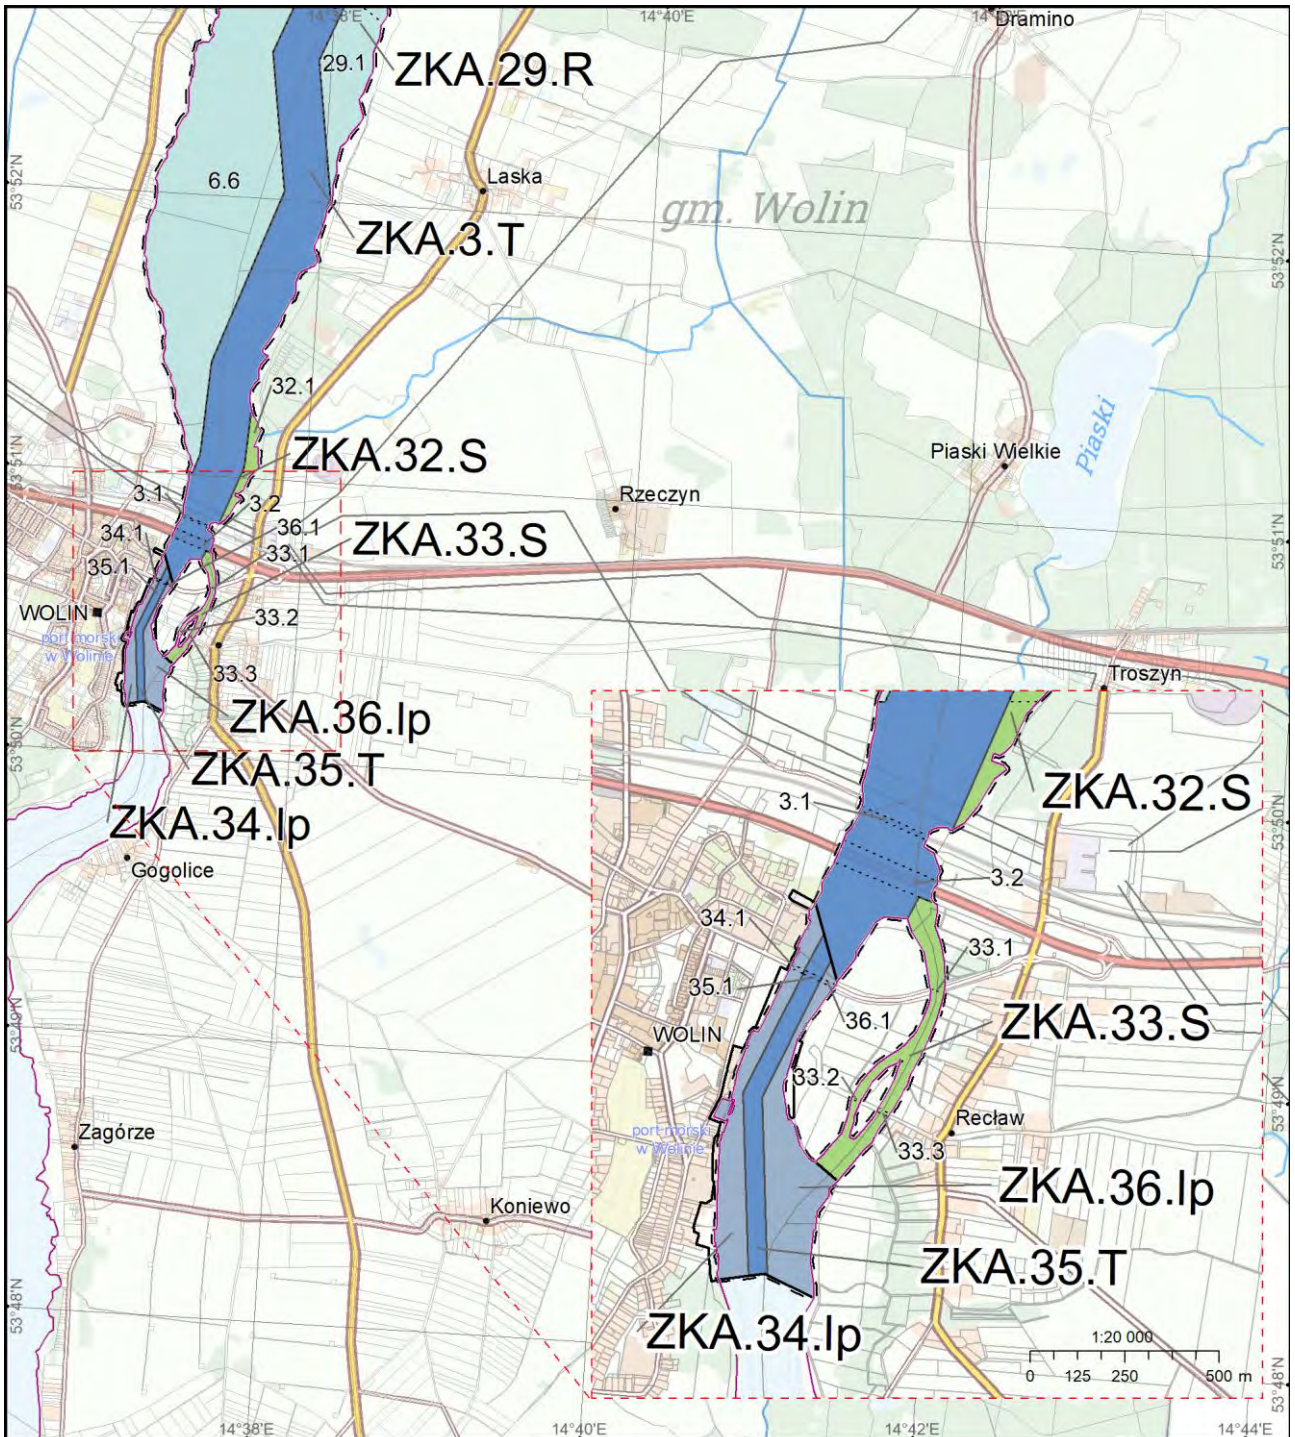 14°38'E
14°40'E
Dramino
29.1
ZKA.29.R
53°52'N
6.6
Laska
gm. Wolin
ZKA.3.T
53°52'N
32.1
Piaski
53°51'N
ZKA.32.S
Piaski Wielkie
3.1
3.2
Rzeczyn
34.1
36.1
ZKA.33.S
33.1
53°51'N
35.1
WOLIN
33.2
port morski
w Wolinie
33.3
Troszyn
ZKA.36.Ip
53°50'N
ZKA.35.T
ZKA.34.Ip
Gogolice
3.1
ZKA.32.S
53°50'N
3.2
34.1
33.1
35.1
36.1
ZKA.33.S
53°49'N
WOLIN
33.2
Recław
53°49'N
Zagórze
port morski
w Wolinie
33.3
ZKA.36.Ip
Koniewo
ZKA.35.T
53°48'N
ZKA.34.Ip
1:20 000
0 125 250 500 m
53°48'N
14°38'E
14°40'E
14°42'E
14°44'E